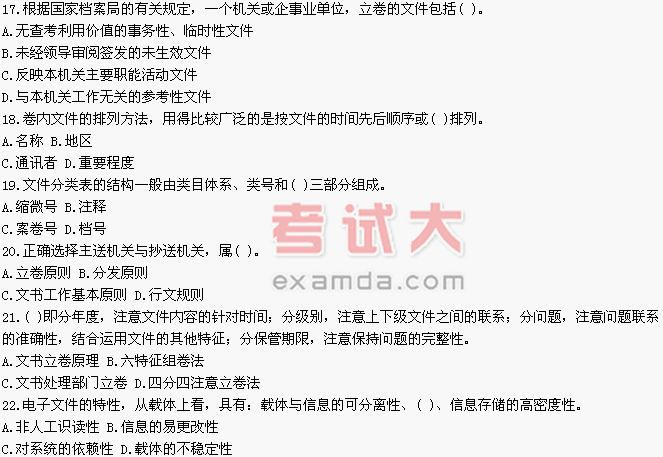 17.根据国家档案局的有关规定，一个机关或企事业单位，立卷的文件包括( )。
A.无查考利用价值的事务性、临时性文件
B.未经领导审阅签发的未生效文件
C.反映本机关主要职能活动文件
D.与本机关工作无关的参考性文件
18.卷内文件的排列方法，用得比较广泛的是按文件的时间先后顺序或( )排列。
A.名称 B.地区
C.通讯者 D.重要程度
19.文件分类表的结构一般由类目体系、类号和( )三部分组成。
A.缩微号 B.注释
C.案卷号 D.档号
考试大
examda.com
20.正确选择主送机关与抄送机关，属( )。
A.立卷原则 B.分发原则
C.文书工作基本原则 D.行文规则
21.( )即分年度，注意文件内容的针对时间；分级别，注意上下级文件之间的联系；分问题，注意问题联系
的准确性，结合运用文件的其他特征；分保管期限，注意保持问题的完整性。
A.文书立卷原理 B.六特征组卷法
C.文书处理部门立卷 D.四分四注意立卷法
22.电子文件的特性，从载体上看，具有：载体与信息的可分离性、( )、信息存储的高密度性。
A.非人工识读性 B.信息的易更改性
C.对系统的依赖性 D.载体的不稳定性